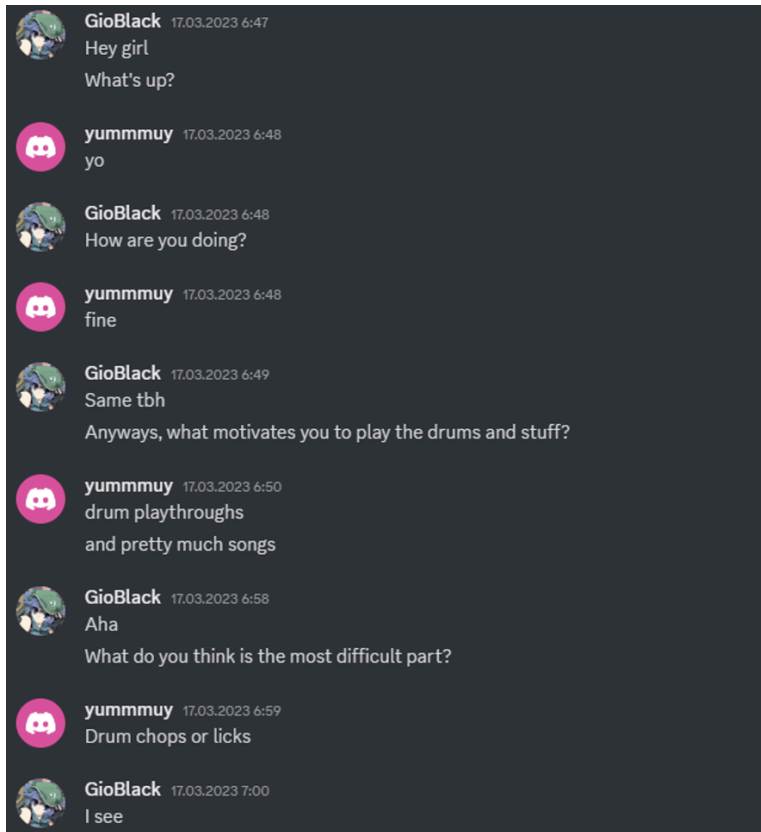 GioBlack 17.03.2023 6:47
Hey girl
What's up?
yummmuy 17.03.2023 6:48
yo
GioBlack 17.03.2023 6:48
How are you doing?
yummmuy 17.03.2023 6:48
fine
GioBlack 17.03.2023 6:49
Same tbh
Anyways, what motivates you to play the drums and stuff?
yummmuy 17.03.2023 6:50
drum playthroughs
and pretty much songs
GioBlack 17.03.2023 6:58
Aha
What do you think is the most difficult part?
yummmuy 17.03.2023 6:59
Drum chops or licks
GioBlack 17.03.2023 7:00
I see